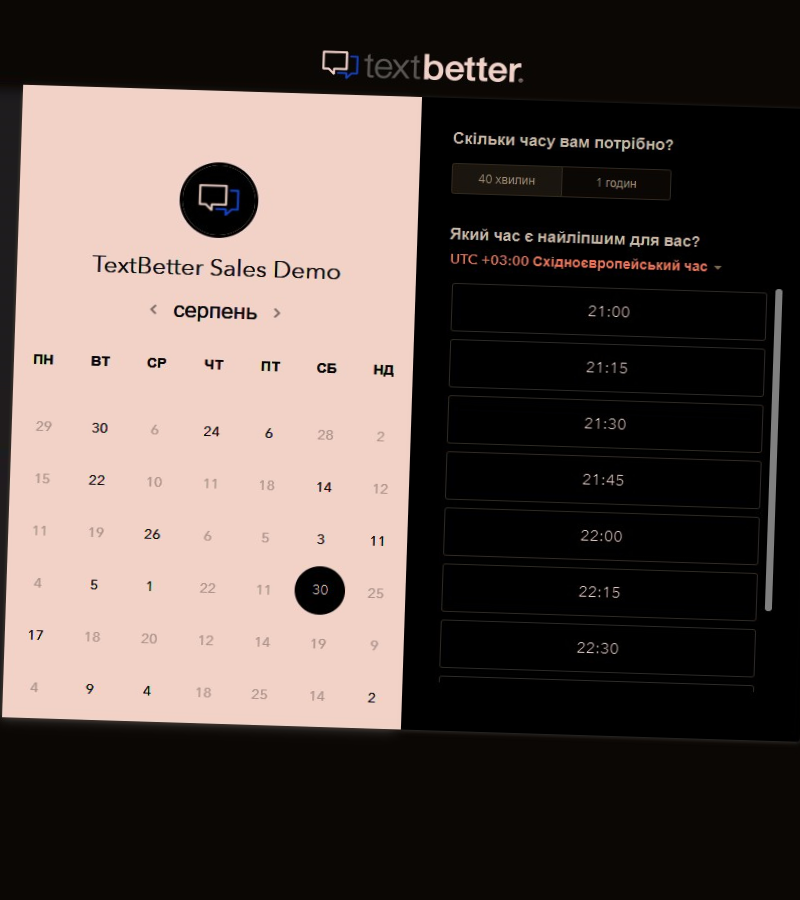 textbetter.
TextBetter Sales Demo
серпень
ПН ВТ СР ЧТ ПТ СБ НД
29 30 6 24 6 28 2
15 22 10 11 18 14 12
11 19 26 6 5 3 11
4 5 1 22 11 30 25
17 18 20 12 14 19 9
4 9 4 18 25 14 2
Скільки часу вам потрібно?
40 хвилин 1 годин
Який час є найліпшим для вас?
UTC +03:00 Східноєвропейський час
21:00
21:15
21:30
21:45
22:00
22:15
22:30